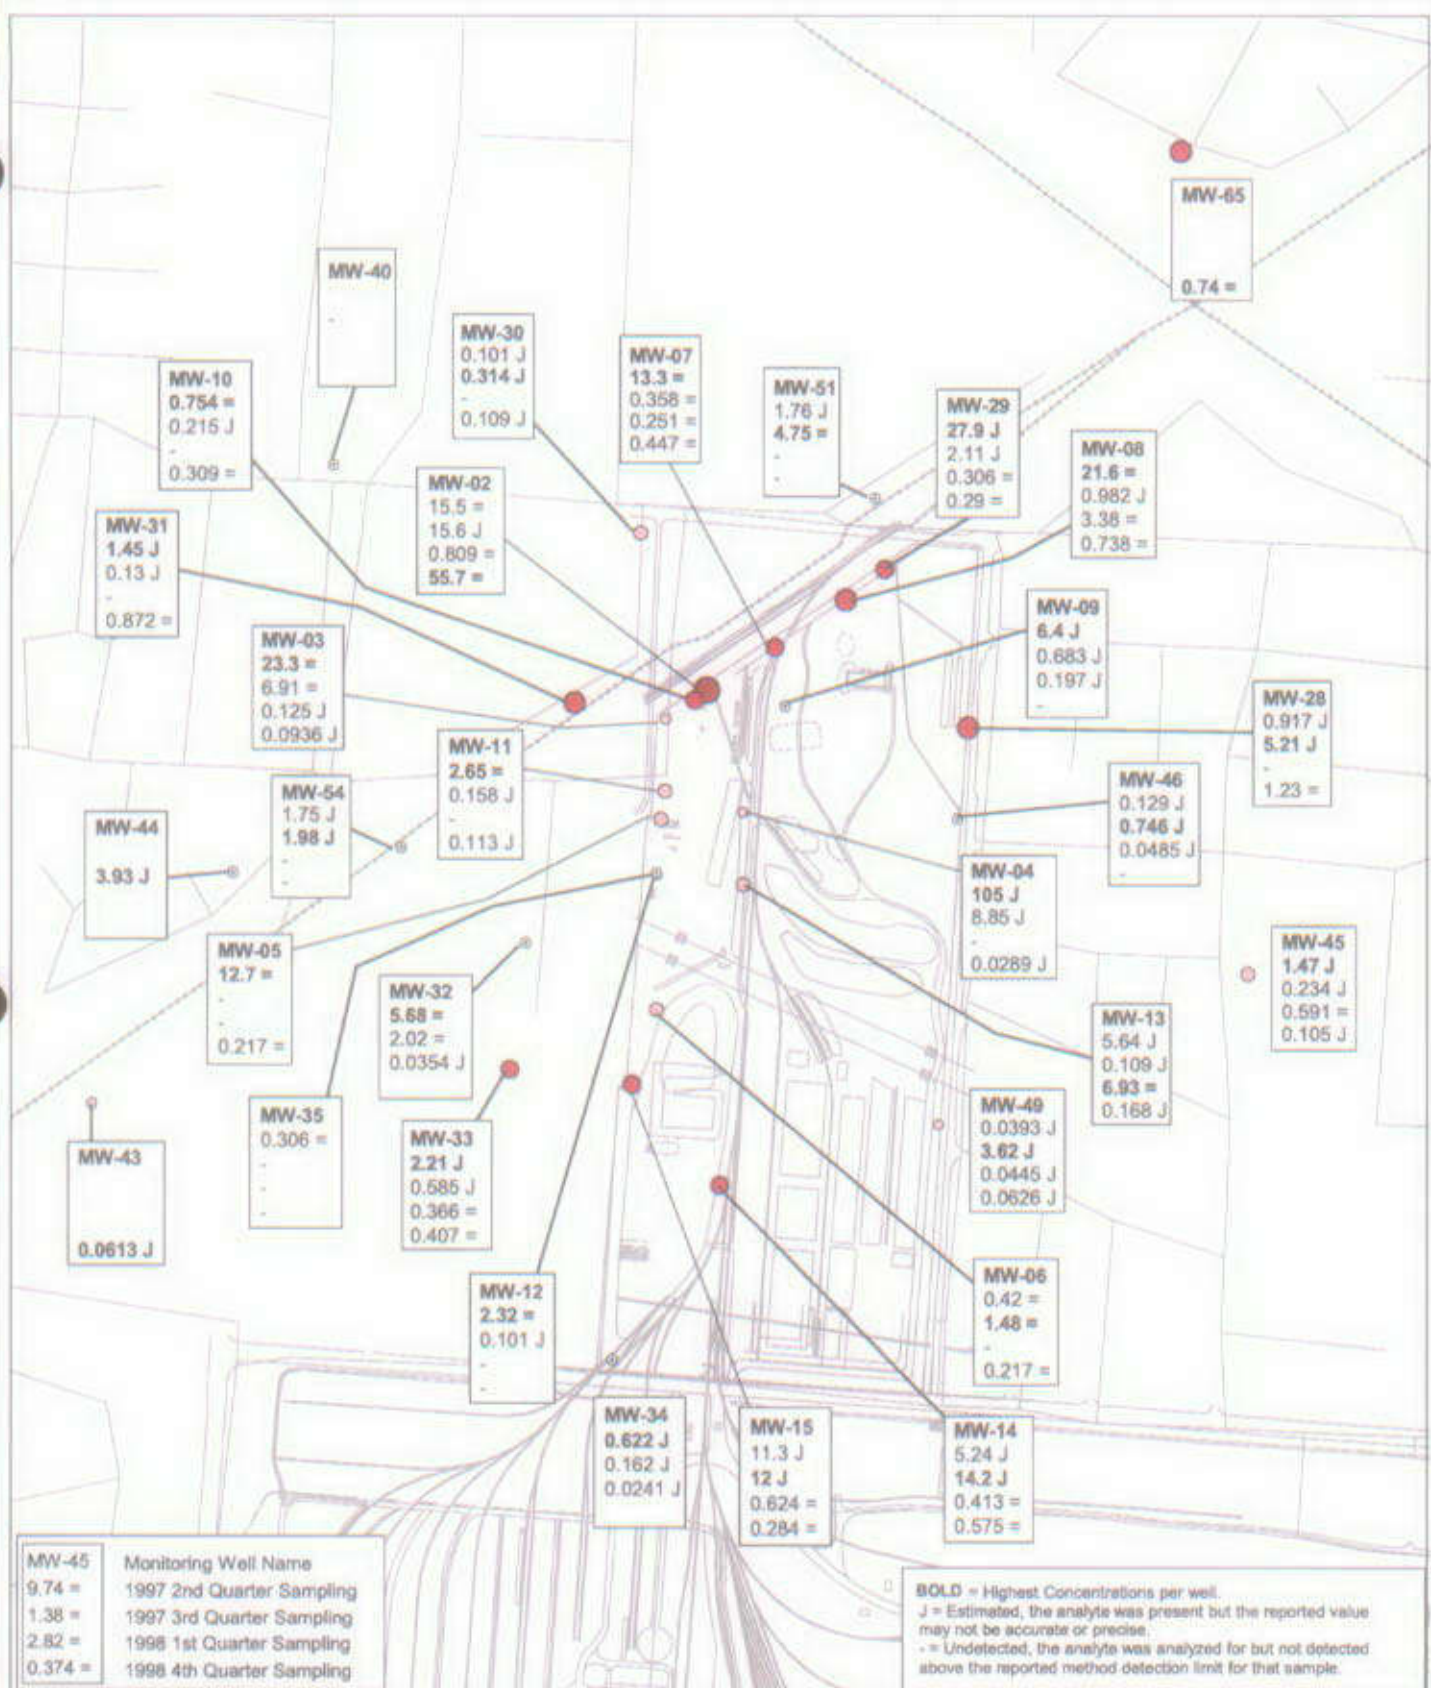 MW-65
0.74 =
MW-40
-
MW-30
0.101 J
0.314 J
-
0.109 J
MW-07
13.3 =
0.358 =
0.251 =
0.447 =
MW-10
0.754 =
0.215 J
-
0.309 =
MW-51
1.76 J
4.75 =
-
-
MW-29
27.9 J
2.11 J
0.306 =
0.29 =
MW-08
21.6 =
0.982 J
3.38 =
0.738 =
MW-02
15.5 =
15.6 J
0.809 =
55.7 =
MW-31
1.45 J
0.13 J
-
0.872 =
MW-09
6.4 J
0.683 J
0.197 J
-
MW-03
23.3 =
6.91 =
0.125 J
0.0936 J
MW-28
0.917 J
5.21 J
-
1.23 =
MW-11
2.65 =
0.158 J
-
0.113 J
MW-46
0.129 J
0.746 J
0.0485 J
-
MW-54
1.75 J
1.98 J
-
-
MW-44
3.93 J
MW-04
105 J
8.85 J
-
0.0289 J
MW-05
12.7 =
-
-
0.217 =
MW-45
1.47 J
0.234 J
0.591 =
0.105 J
MW-32
5.68 =
2.02 =
0.0354 J
MW-13
5.64 J
0.109 J
6.93 =
0.168 J
MW-35
0.306 =
-
-
-
MW-49
0.0393 J
3.62 J
0.0445 J
0.0626 J
MW-33
2.21 J
0.585 J
0.366 =
0.407 =
MW-43
0.0613 J
MW-06
0.42 =
1.48 =
-
0.217 =
MW-12
2.32 =
0.101 J
-
-
MW-34
0.622 J
0.162 J
0.0241 J
MW-15
11.3 J
12 J
0.624 =
0.284 =
MW-14
5.24 J
14.2 J
0.413 =
0.575 =
MW-45 Monitoring Well Name
9.74 = 1997 2nd Quarter Sampling
1.38 = 1997 3rd Quarter Sampling
2.82 = 1998 1st Quarter Sampling
0.374 = 1998 4th Quarter Sampling
BOLD = Highest Concentrations per well.
J = Estimated, the analyte was present but the reported value
may not be accurate or precise.
- = Undetected, the analyte was analyzed for but not detected
above the reported method detection limit for that sample.